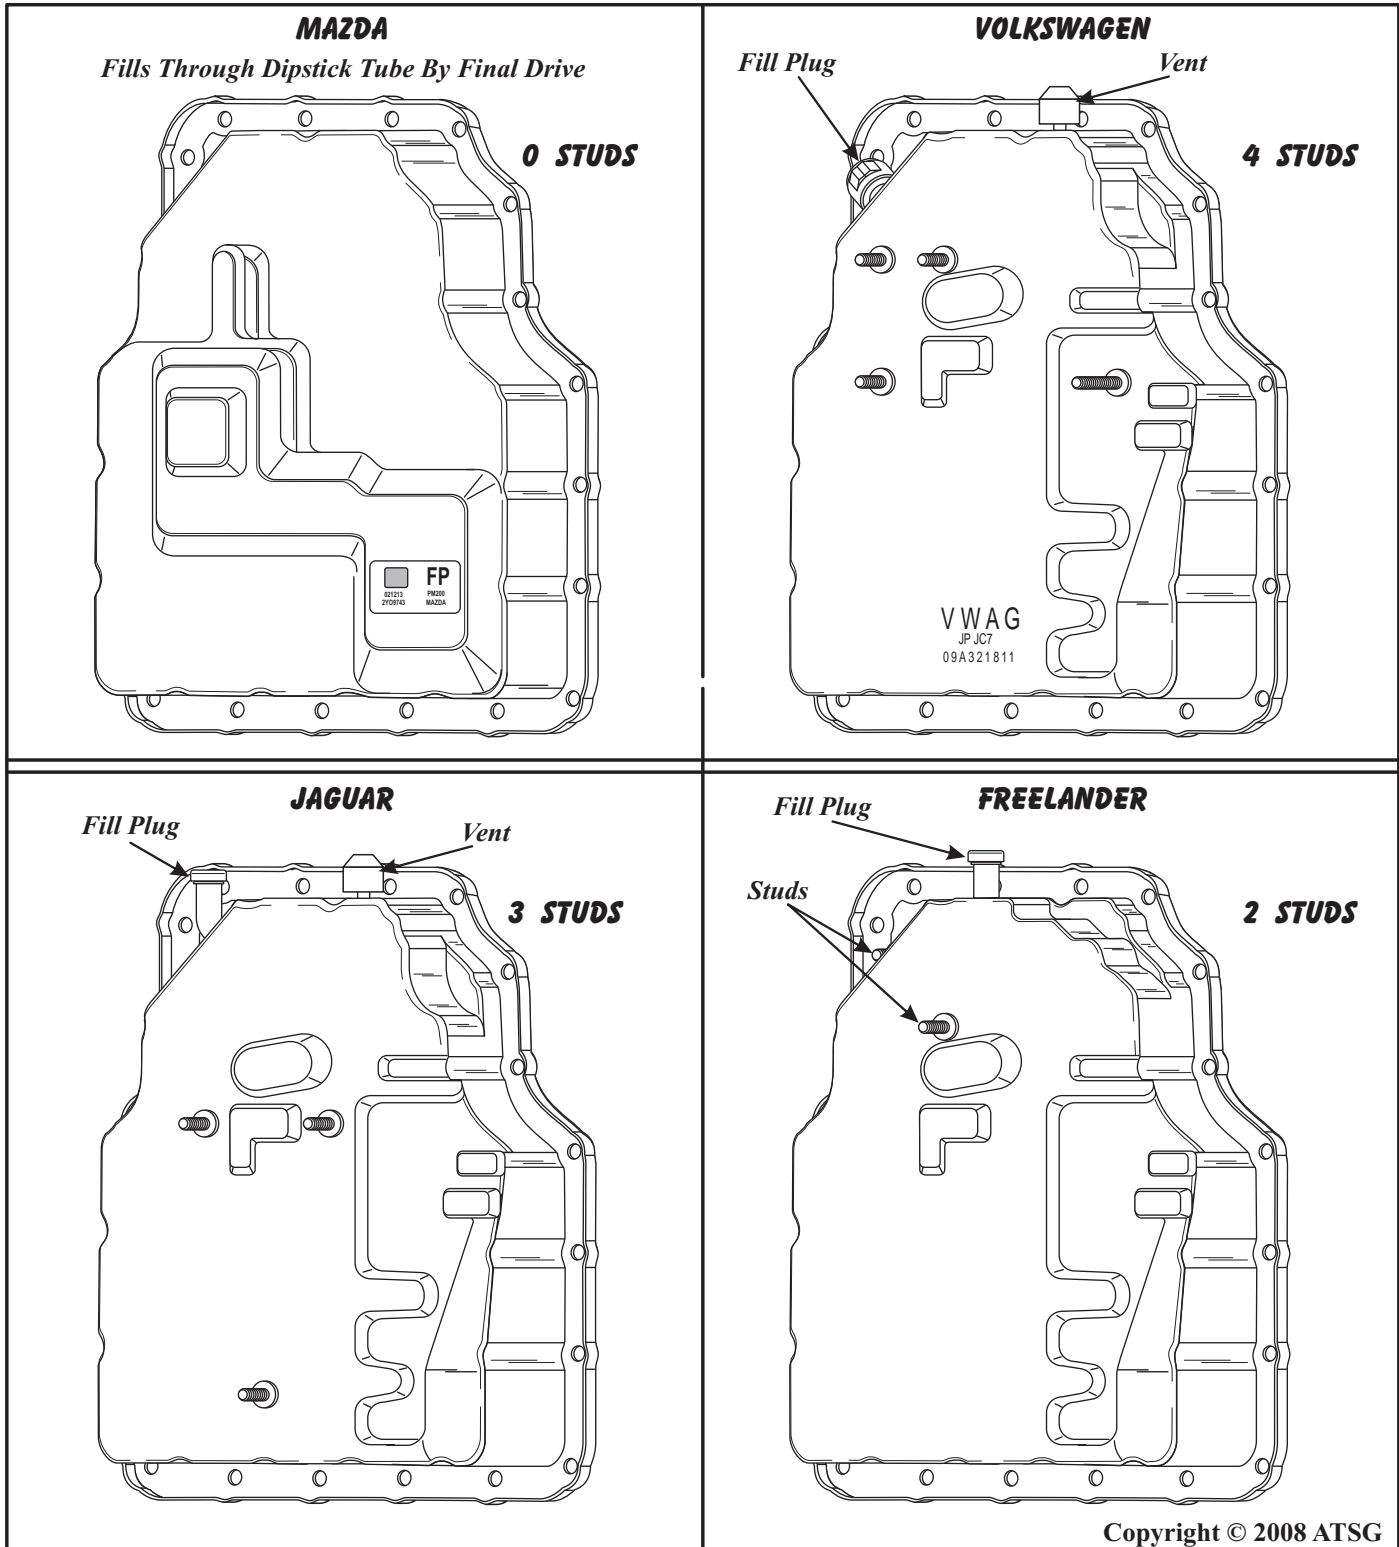 MAZDA
Fills Through Dipstick Tube By Final Drive
0 STUDS
FP
021213 PM200
2YO9743 MAZDA
VOLKSWAGEN
Fill Plug
Vent
4 STUDS
VWAG
JP JC7
09A321811
JAGUAR
Fill Plug
Vent
3 STUDS
FREELANDER
Fill Plug
Studs
2 STUDS
Copyright © 2008 ATSG